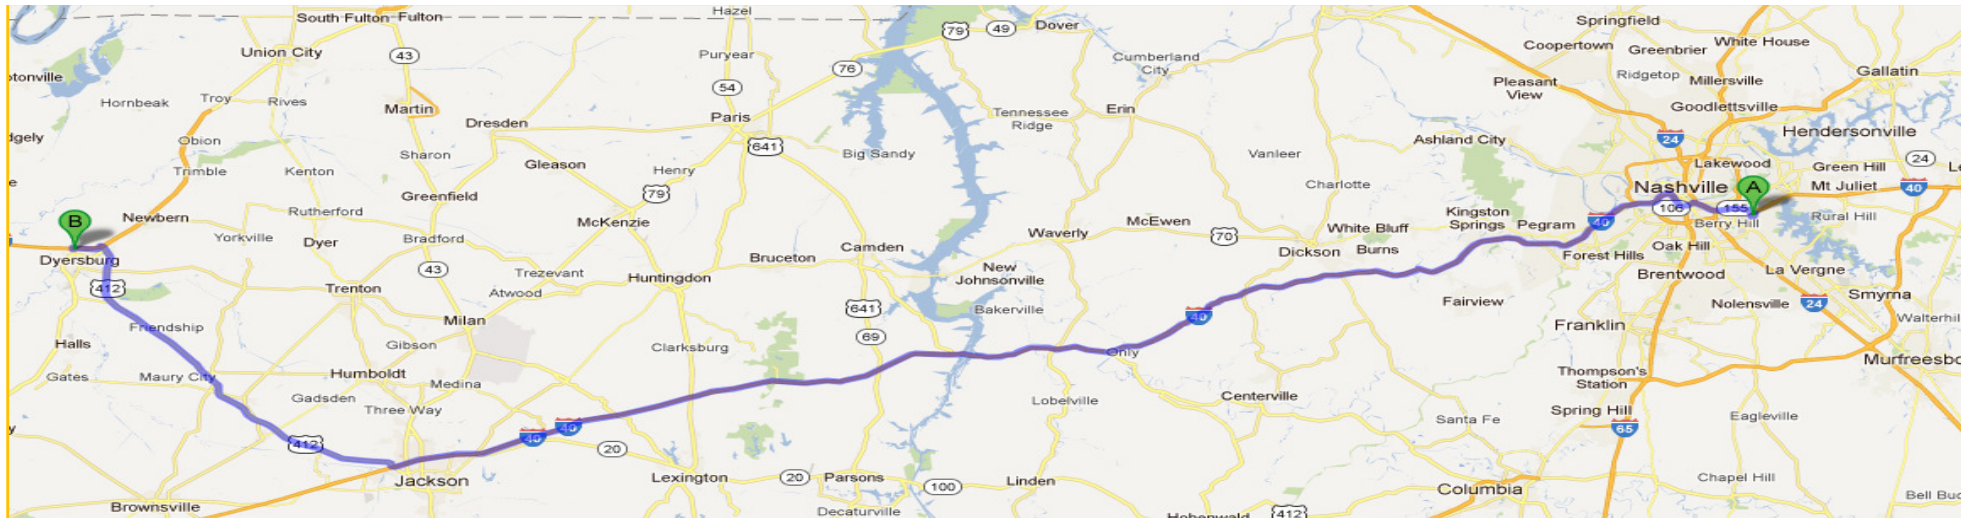 South Fulton
Fulton
Hazel
Dover
Springfield
79
49
Union City
43
Puryear
Cumberland
City
Coopertown
Greenbrier
White House
76
Gallatin
Ridgetop
Millersville
Pleasant
View
54
Hornbeak
Troy
Rives
Martin
Dresden
Paris
Tennessee
Ridge
Erin
Goodlettsville
Obion
641
Ashland City
24
Hendersonville
Sharon
Gleason
Big Sandy
Vanleer
Lakewood
24
Trimble
Kenton
Henry
Green Hill
Greenfield
79
Charlotte
Nashville
A
Mt Juliet
40
B
Newbern
Rutherford
McKenzie
McEwen
Kingston
Springs
Pegram
40
106
155
Rural Hill
Yorkville
Dyer
Bradford
Camden
Waverly
70
White Bluff
Berry Hill
Dyersburg
Bruceton
Dickson
Burns
Forest Hills
Oak Hill
43
Trezevant
Huntingdon
New
Johnsonville
Brentwood
La Vergne
412
Trenton
Atwood
Fairview
Nolensville
24
Smyrna
641
Bakerville
40
Walterhil
Friendship
Milan
Franklin
69
Halls
Gibson
Clarksburg
Only
Murfreesbo
Gates
Maury City
Humboldt
Medina
Thompson's
Station
Gadsden
Three Way
Lobelville
Centerville
Spring Hill
Eagleville
40
40
Santa Fe
65
412
20
Jackson
Lexington
20
Parsons
100
Linden
Chapel Hill
Columbia
Brownsville
Decaturville
Hohenwald
412
Bell Buc